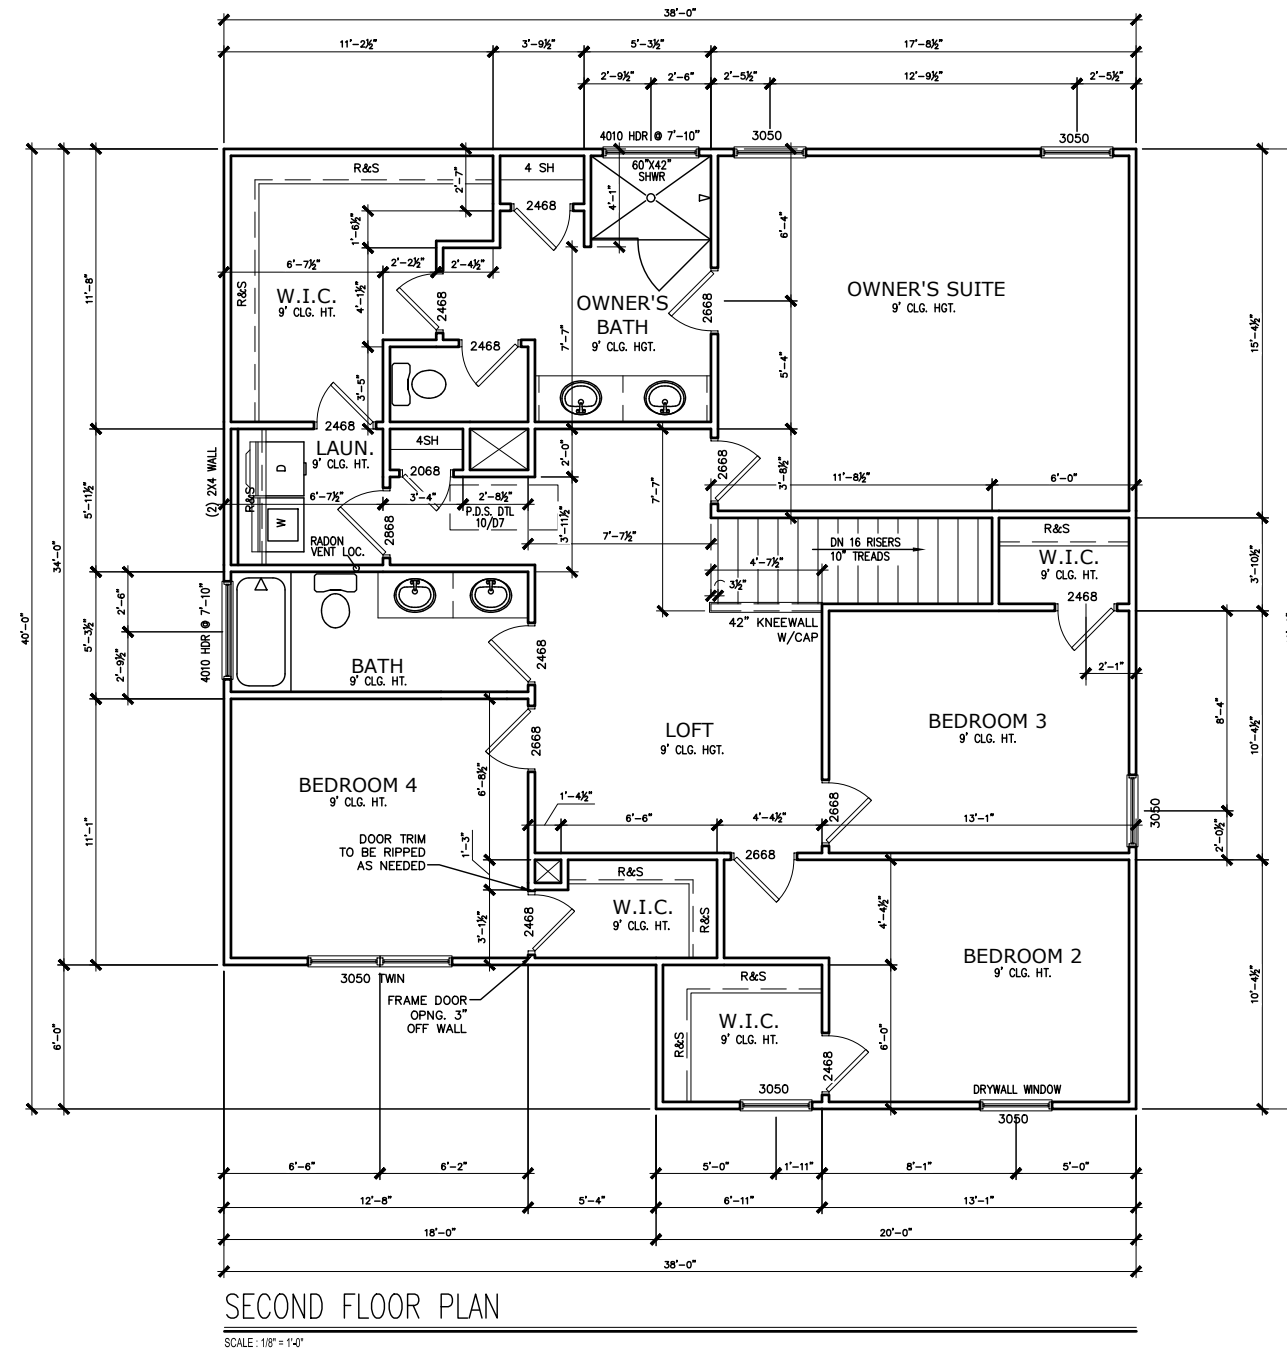 38'-0"
11'-2½"
3'-9½"
5'-3½"
17'-8½"
2'-9½"
2'-6"
2'-5½"
12'-9½"
2'-5½"
4010 HDR @ 7'-10"
3050
3050
R&S
4 SH
60"X42"
SHWR
2'-7"
4'-1"
6'-4"
2468
1'-6½"
6'-7½"
2'-2½"
2'-4½"
R&S
W.I.C.
9' CLG. HT.
4'-1½"
2468
OWNER'S
BATH
9' CLG. HGT.
2668
OWNER'S SUITE
9' CLG. HGT.
11'-8"
15'-4½"
2468
7'-7"
5'-4"
3'-5"
2468
LAUN.
9' CLG. HT.
4SH
2068
2'-0"
2668
3'-8½"
7'-7"
11'-8½"
6'-0"
(2) 2X4 WALL
R&S
D
W
6'-7½"
3'-4"
2'-8½"
P.D.S. DTL
10/D7
5'-11½"
2868
3'-11½"
7'-7½"
RADON
VENT LOC.
DN 16 RISERS
10" TREADS
4'-7½"
3½"
R&S
W.I.C.
9' CLG. HT.
2468
3'-10½"
34'-0"
40'-0"
2'-6"
5'-3½"
2'-9½"
4010 HDR @ 7'-10"
42" KNEEWALL
W/CAP
BATH
9' CLG. HT.
2468
2'-1"
LOFT
9' CLG. HGT.
BEDROOM 3
9' CLG. HT.
8'-4"
10'-4½"
2668
BEDROOM 4
9' CLG. HT.
6'-8½"
1'-4½"
6'-6"
4'-4½"
2668
13'-1"
3050
2'-0½"
11'-1"
DOOR TRIM
TO BE RIPPED
AS NEEDED
1'-3"
2668
R&S
W.I.C.
9' CLG. HT.
R&S
2468
3'-1½"
4'-4½"
BEDROOM 2
9' CLG. HT.
10'-4½"
3050 TWIN
FRAME DOOR
OPNG. 3"
OFF WALL
R&S
W.I.C.
9' CLG. HT.
R&S
2468
6'-0"
6'-0"
3050
DRYWALL WINDOW
3050
6'-6"
6'-2"
5'-0"
1'-11"
8'-1"
5'-0"
12'-8"
5'-4"
6'-11"
13'-1"
18'-0"
20'-0"
38'-0"
SECOND FLOOR PLAN
SCALE : 1/8" = 1'-0"